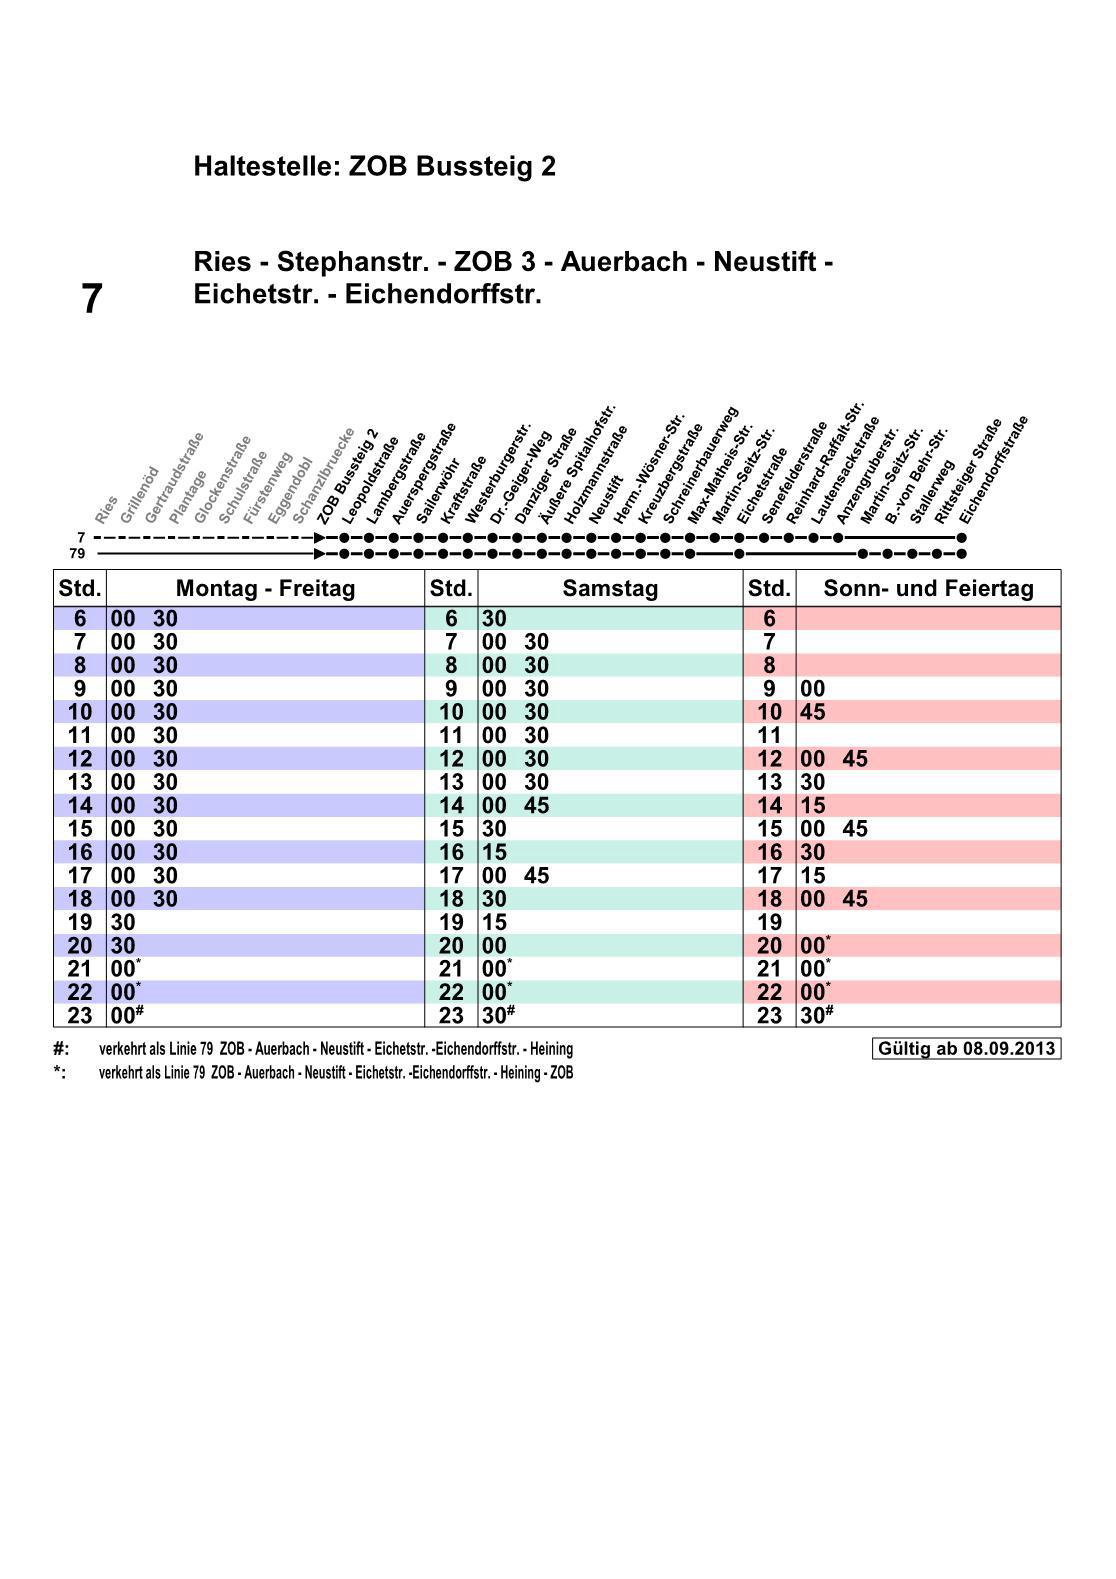 Haltestelle: ZOB Bussteig 2
Ries - Stephanstr. - ZOB 3 - Auerbach - Neustift -
Eichetstr. - Eichendorffstr.
7
Ries
Grillenöd
Gertraudstraße
Plantage
Glockenstraße
Schulstraße
Fürstenweg
Eggendobl
Schanzlbruecke
ZOB Bussteig 2
Leopoldstraße
Lambergstraße
Auerspergstraße
Sailerwöhr
Kraftstraße
Westerburgerstr.
Dr.-Geiger-Weg
Danziger Straße
Äußere Spitalhofstr.
Holzmannstraße
Neustift
Herm.-Wösner-Str.
Kreuzbergstraße
Schreinerbauerweg
Max-Matheis-Str.
Martin-Seitz-Str.
Eichetstraße
Senefelderstraße
Reinhard-Raffalt-Str.
Lautensackstraße
Anzengruberstr.
Martin-Seitz-Str.
B.-von Behr-Str.
Stallerweg
Rittsteiger Straße
Eichendorffstraße
7
79
Std. Montag - Freitag Std. Samstag Std. Sonn- und Feiertag
6 00 30 6 30 6
7 00 30 7 00 30 7
8 00 30 8 00 30 8
9 00 30 9 00 30 9 00
10 00 30 10 00 30 10 45
11 00 30 11 00 30 11
12 00 30 12 00 30 12 00 45
13 00 30 13 00 30 13 30
14 00 30 14 00 45 14 15
15 00 30 15 30 15 00 45
16 00 30 16 15 16 30
17 00 30 17 00 45 17 15
18 00 30 18 30 18 00 45
19 30 19 15 19
20 30 20 00 20 00*
21 00* 21 00* 21 00*
22 00* 22 00* 22 00*
23 00# 23 30# 23 30#
#: verkehrt als Linie 79 ZOB - Auerbach - Neustift - Eichetstr. -Eichendorffstr. - Heining
Gültig ab 08.09.2013
*: verkehrt als Linie 79 ZOB - Auerbach - Neustift - Eichetstr. -Eichendorffstr. - Heining - ZOB